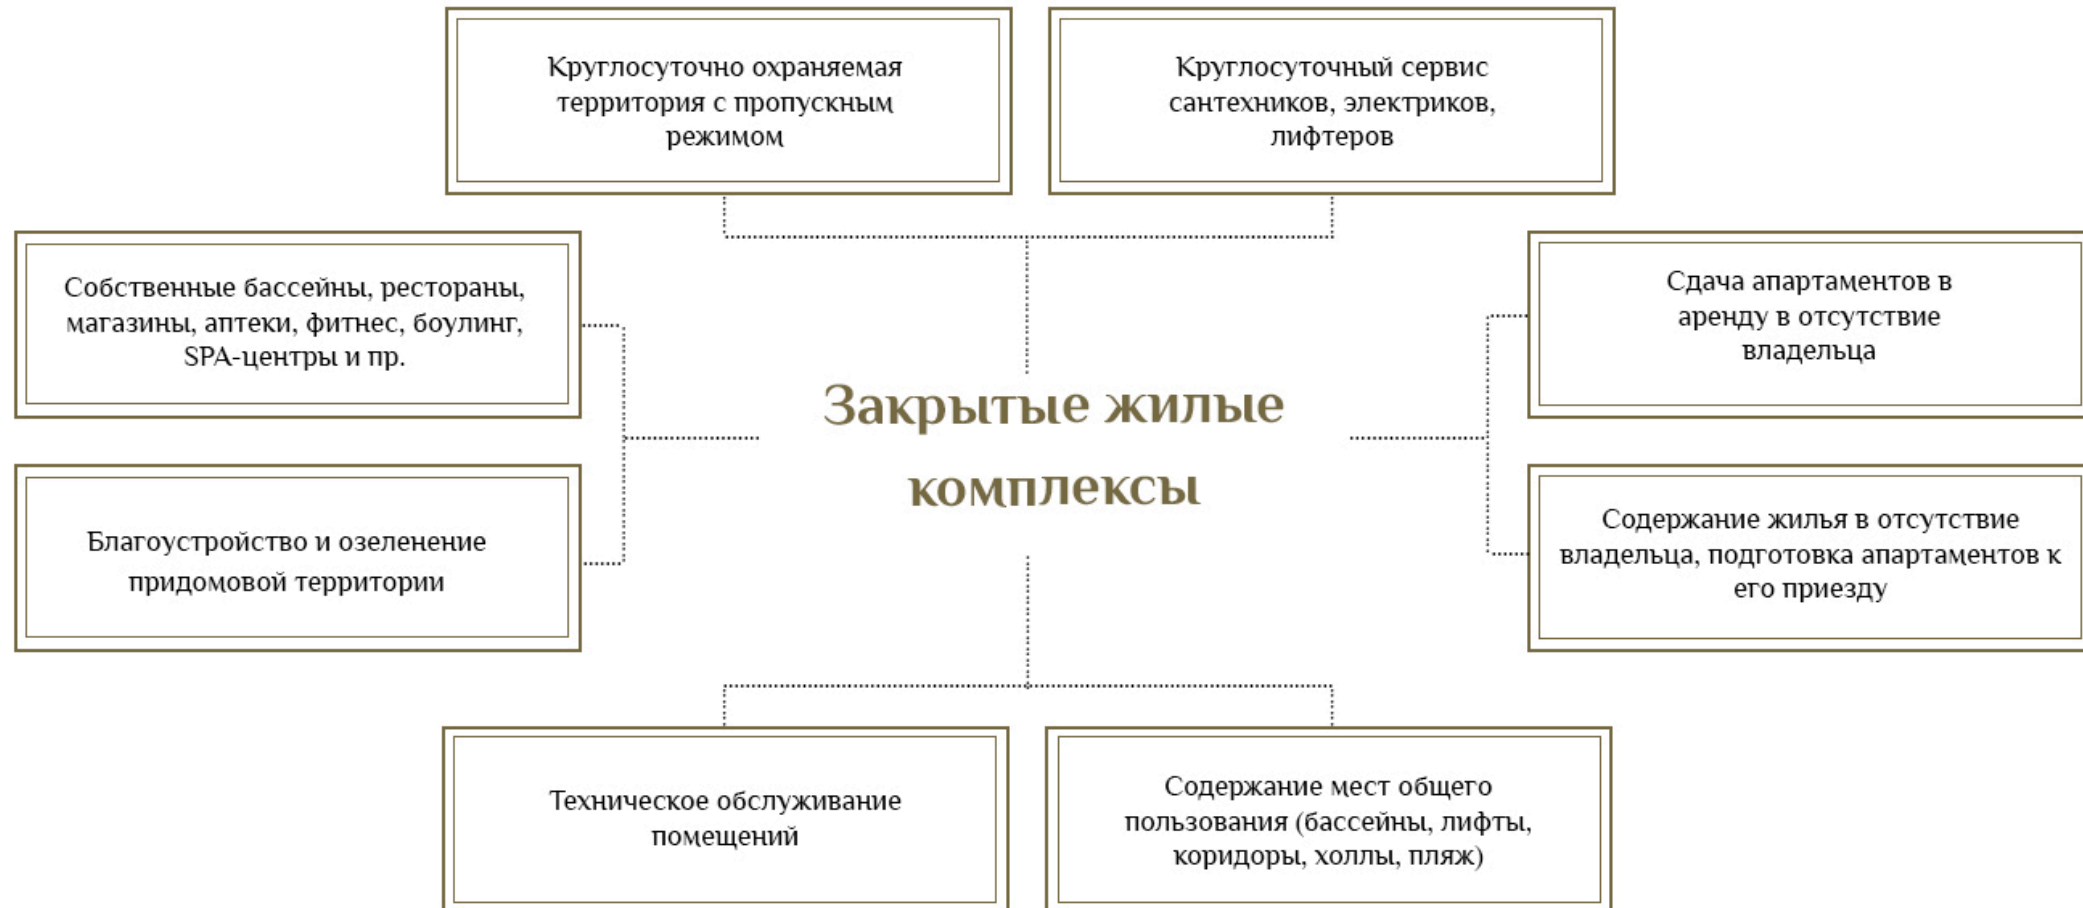 Круглосуточно охраняемая
территория с пропускным
режимом
Круглосуточный сервис
сантехников, электриков,
лифтеров
Собственные бассейны, рестораны,
магазины, аптеки, фитнес, боулинг,
SPA-центры и пр.
Сдача апартаментов в
аренду в отсутствие
владельца
Закрытые жилые
комплексы
Благоустройство и озеленение
придомовой территории
Содержание жилья в отсутствие
владельца, подготовка апартаментов к
его приезду
Техническое обслуживание
помещений
Содержание мест общего
пользования (бассейны, лифты,
коридоры, холлы, пляж)